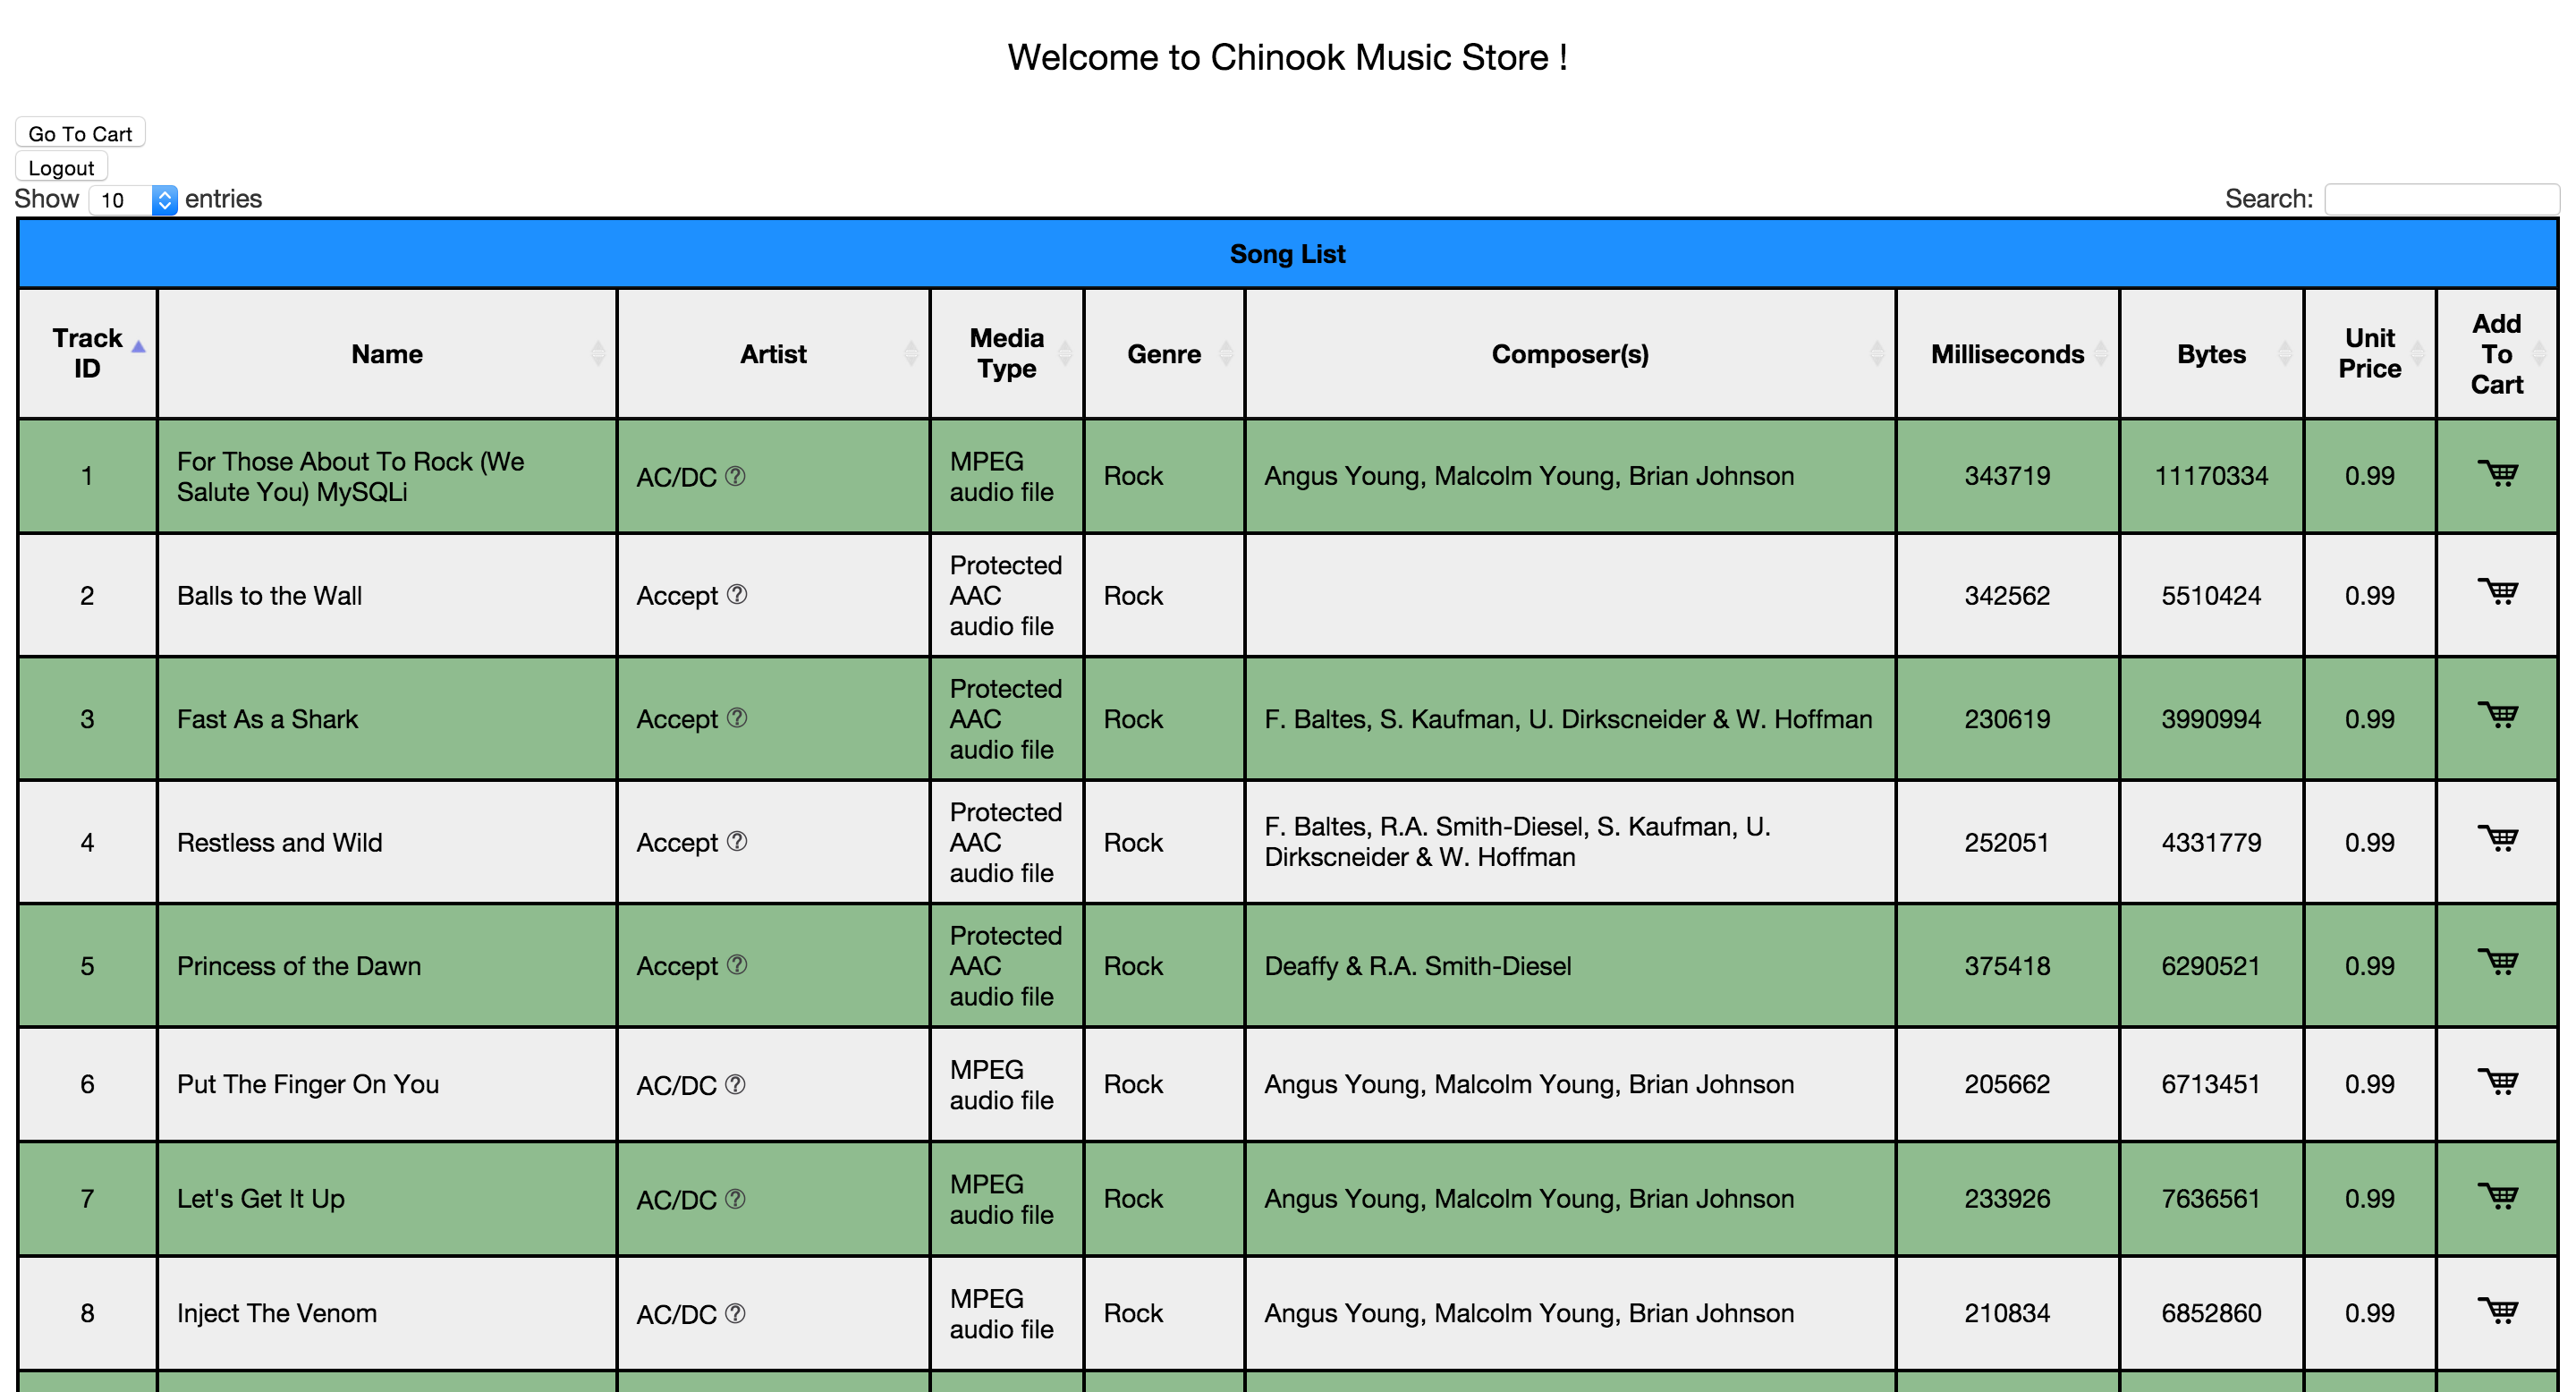 Welcome to Chinook Music Store !
Go To Cart
Logout
Show 10 entries
Search:
Song List
Track ID Name Artist Media Type Genre Composer(s) Milliseconds Bytes Unit Price Add To Cart
1 For Those About To Rock (We Salute You) MySQLi AC/DC ? MPEG audio file Rock Angus Young, Malcolm Young, Brian Johnson 343719 11170334 0.99
2 Balls to the Wall Accept ? Protected AAC audio file Rock 342562 5510424 0.99
3 Fast As a Shark Accept ? Protected AAC audio file Rock F. Baltes, S. Kaufman, U. Dirkscneider & W. Hoffman 230619 3990994 0.99
4 Restless and Wild Accept ? Protected AAC audio file Rock F. Baltes, R.A. Smith-Diesel, S. Kaufman, U. Dirkscneider & W. Hoffman 252051 4331779 0.99
5 Princess of the Dawn Accept ? Protected AAC audio file Rock Deaffy & R.A. Smith-Diesel 375418 6290521 0.99
6 Put The Finger On You AC/DC ? MPEG audio file Rock Angus Young, Malcolm Young, Brian Johnson 205662 6713451 0.99
7 Let's Get It Up AC/DC ? MPEG audio file Rock Angus Young, Malcolm Young, Brian Johnson 233926 7636561 0.99
8 Inject The Venom AC/DC ? MPEG audio file Rock Angus Young, Malcolm Young, Brian Johnson 210834 6852860 0.99